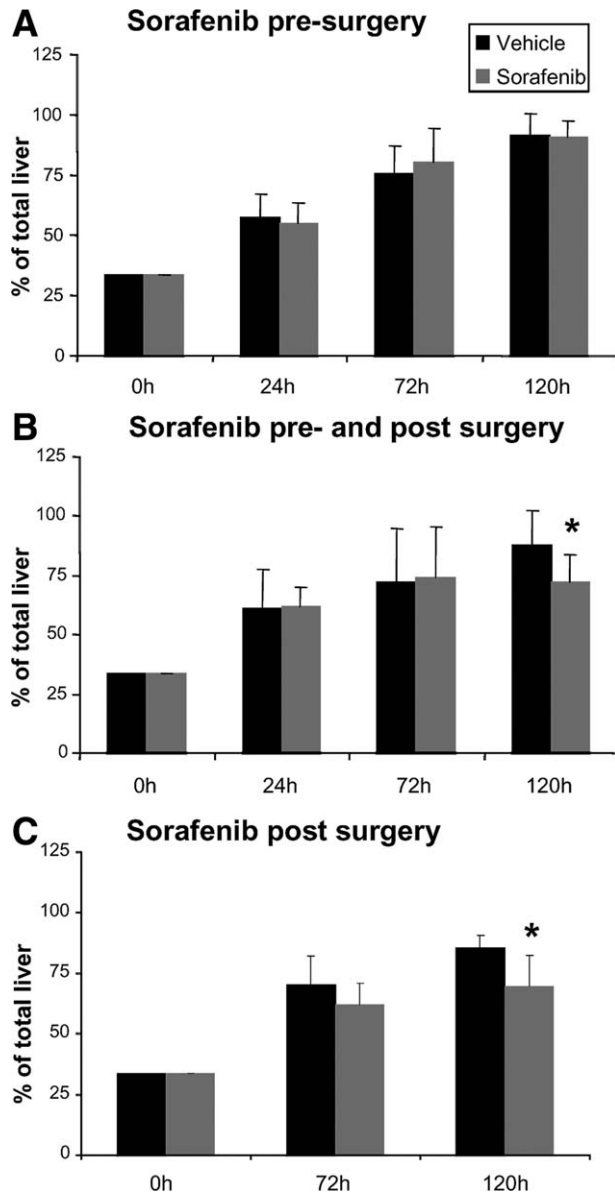 A Sorafenib pre-surgery
Vehicle
Sorafenib
% of total liver
125
100
75
50
25
0
0h 24h 72h 120h
B Sorafenib pre- and post surgery
% of total liver
125
100
75
50
25
0
*
0h 24h 72h 120h
C Sorafenib post surgery
% of total liver
125
100
75
50
25
0
*
0h 72h 120h